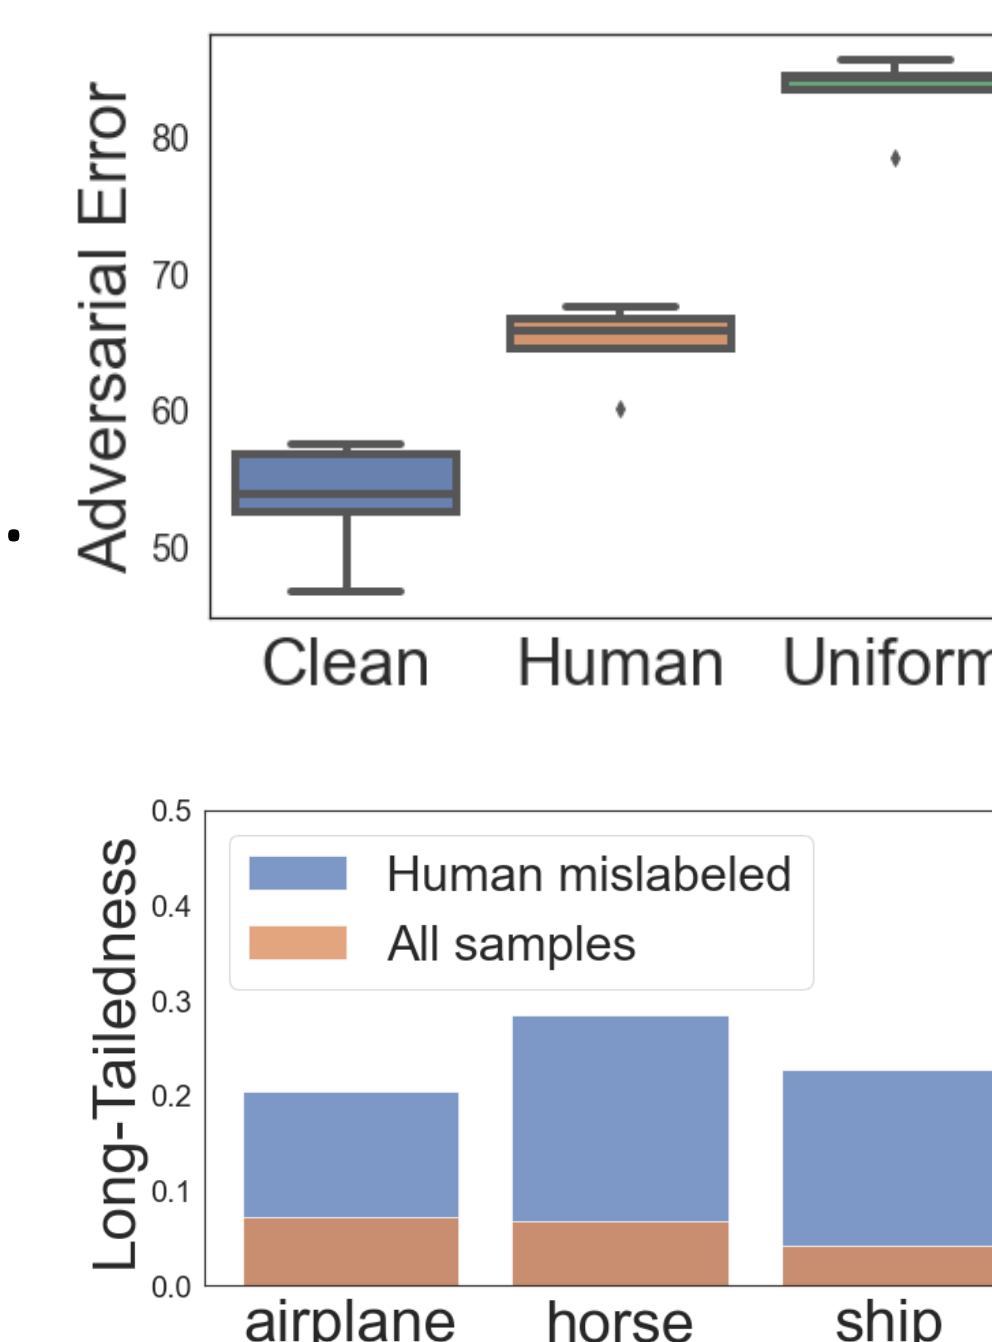 Adversarial Error
80
70
60
50
Clean Human Uniform
Long-Tailedness
0.5
0.4
0.3
0.2
0.1
0.0
Human mislabeled
All samples
airplane horse ship